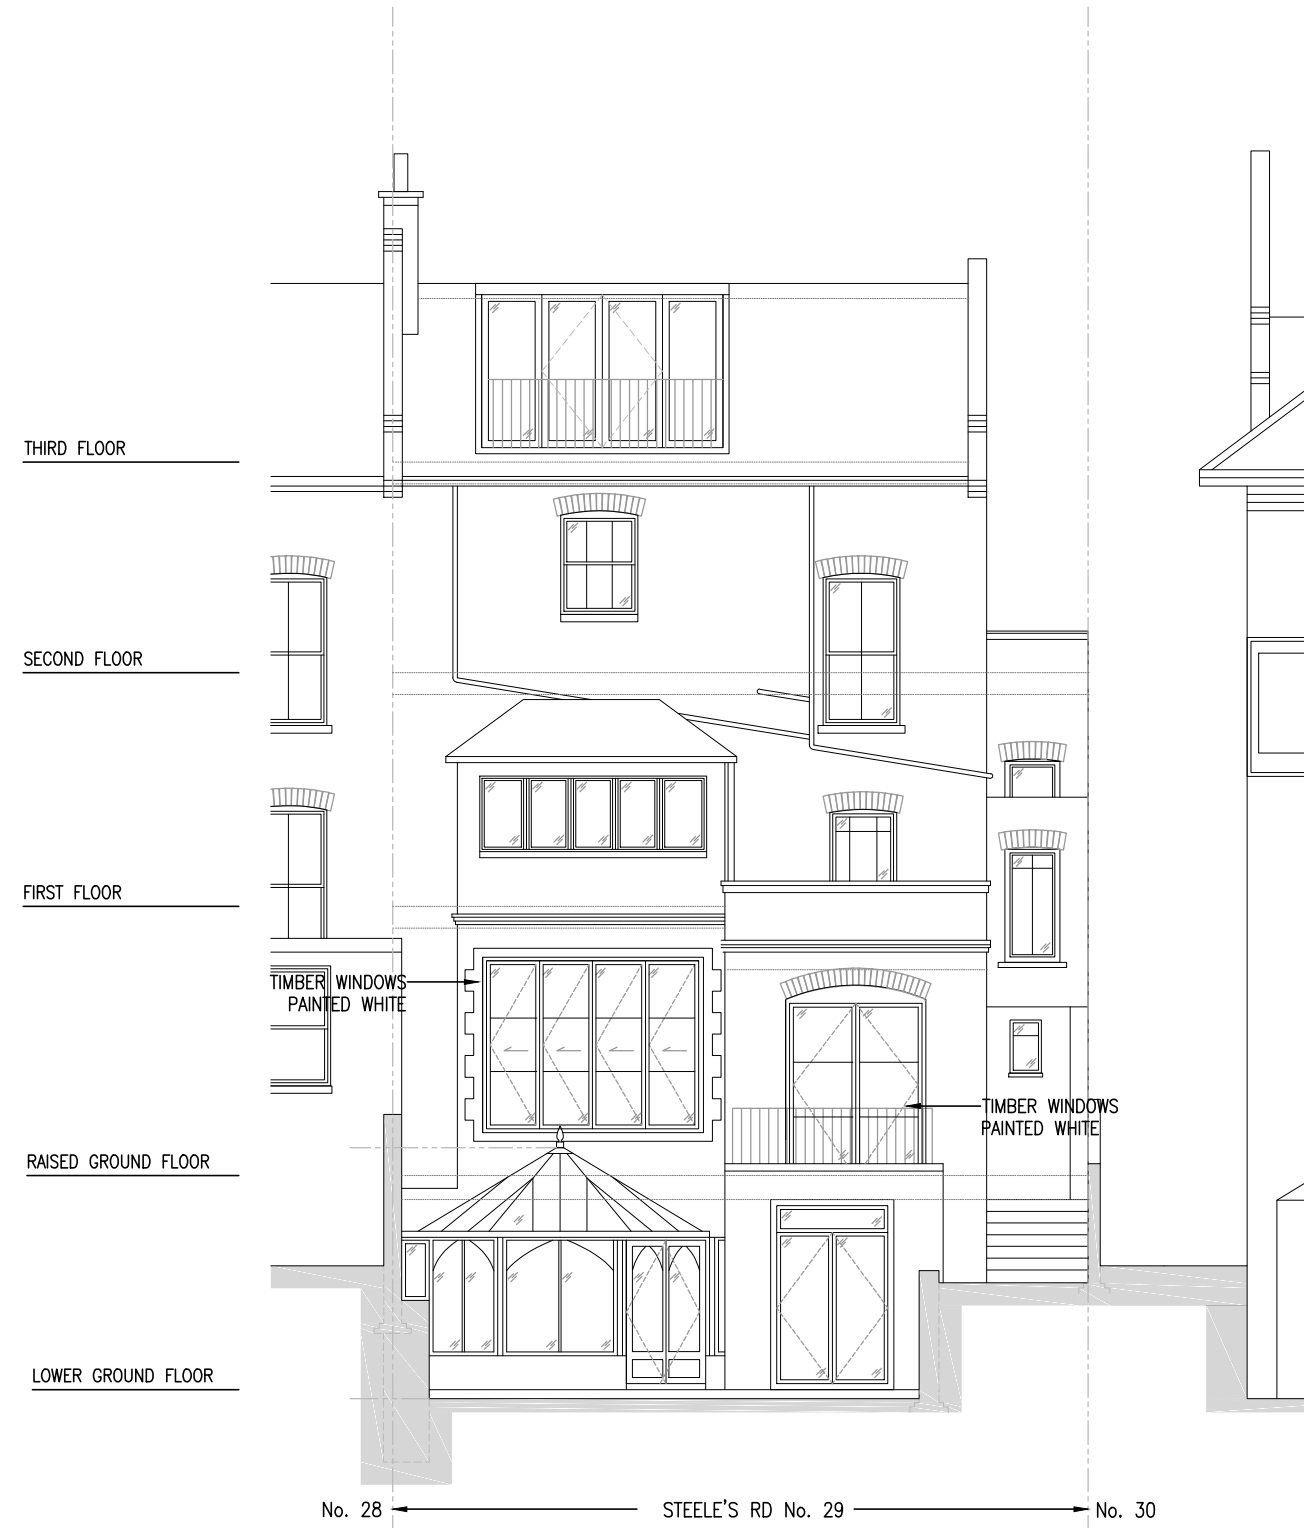 THIRD FLOOR
SECOND FLOOR
FIRST FLOOR
TIMBER WINDOWS
PAINTED WHITE
TIMBER WINDOWS
PAINTED WHITE
RAISED GROUND FLOOR
LOWER GROUND FLOOR
No. 28
STEELE'S RD No. 29
No. 30